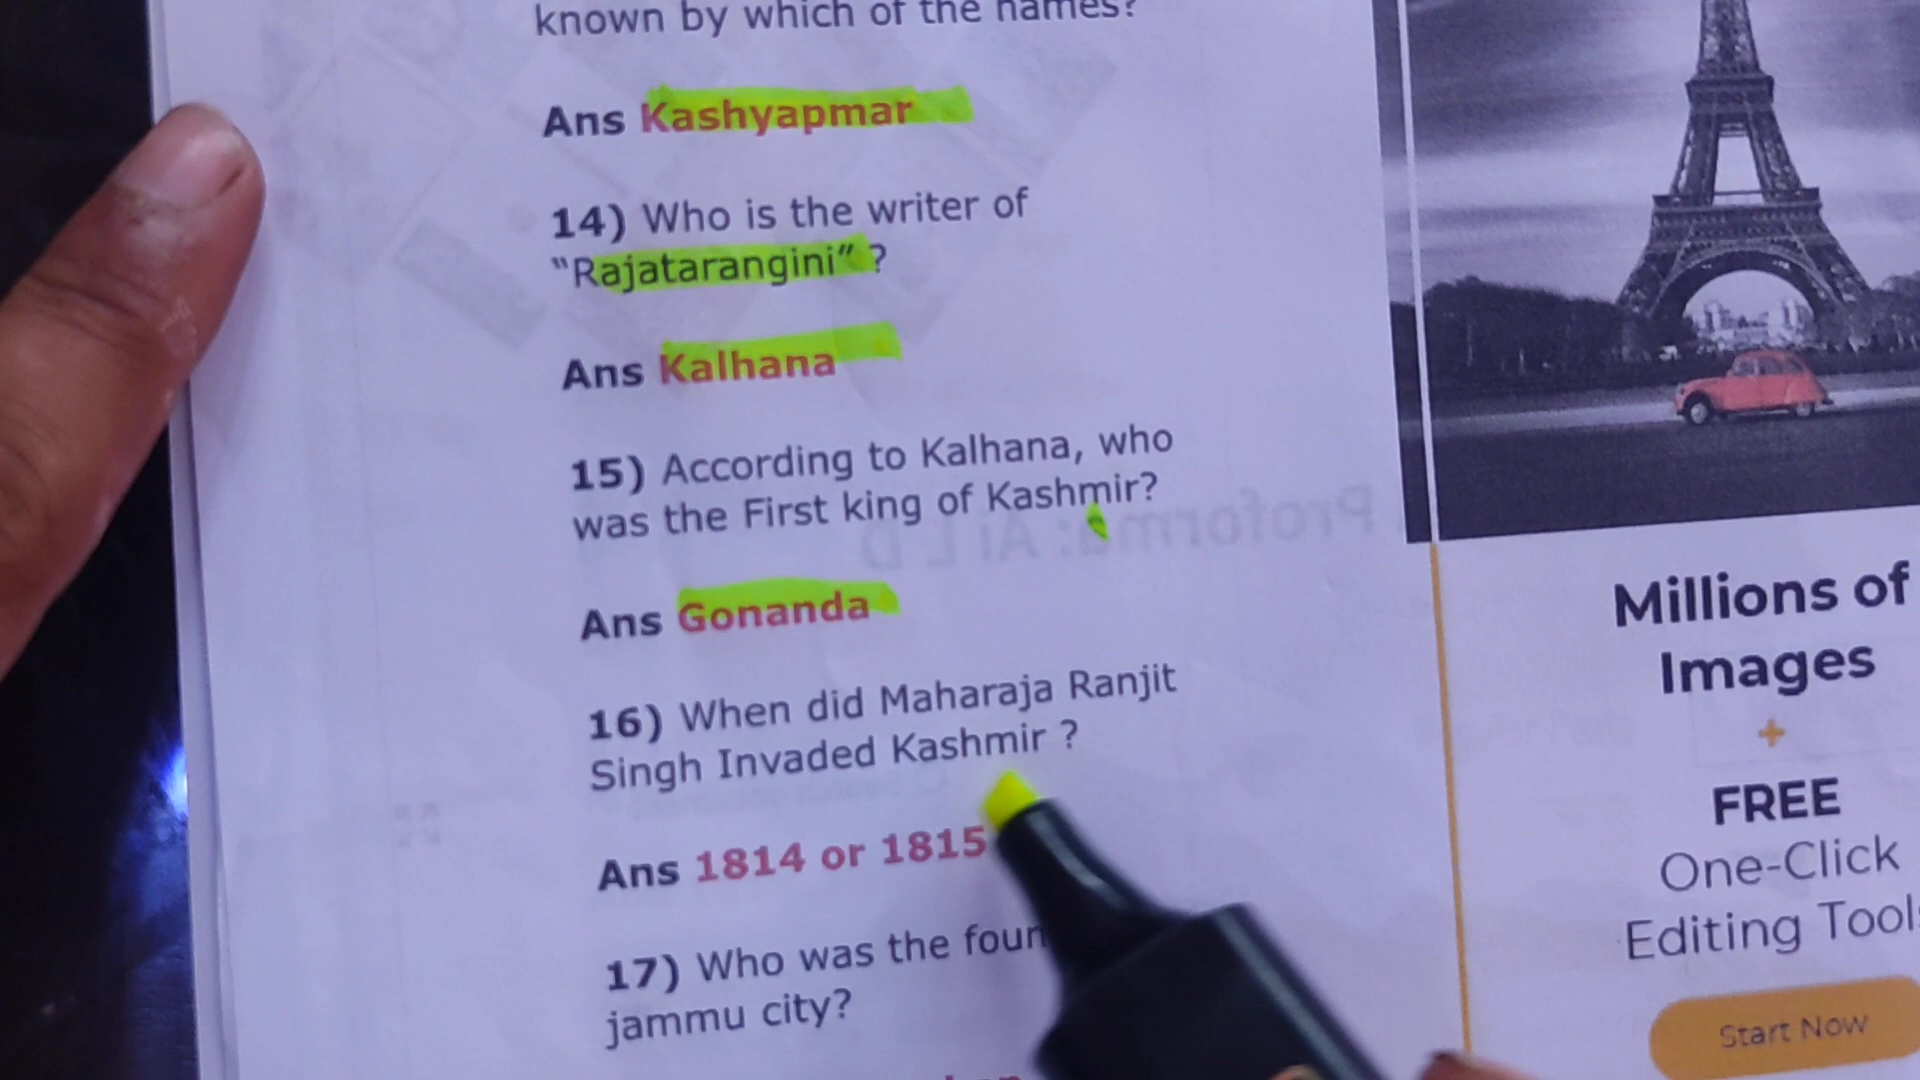 known by which of the names?
Ans Kashyapmar
14) Who is the writer of
“Rajatarangini” ?
Ans Kalhana
15) According to Kalhana, who
was the First king of Kashmir?
Ans Gonanda
16) When did Maharaja Ranjit
Singh Invaded Kashmir ?
Ans 1814 or 1815
17) Who was the foun
jammu city?
Millions of
Images
+
FREE
One-Click
Editing Tools
Start Now